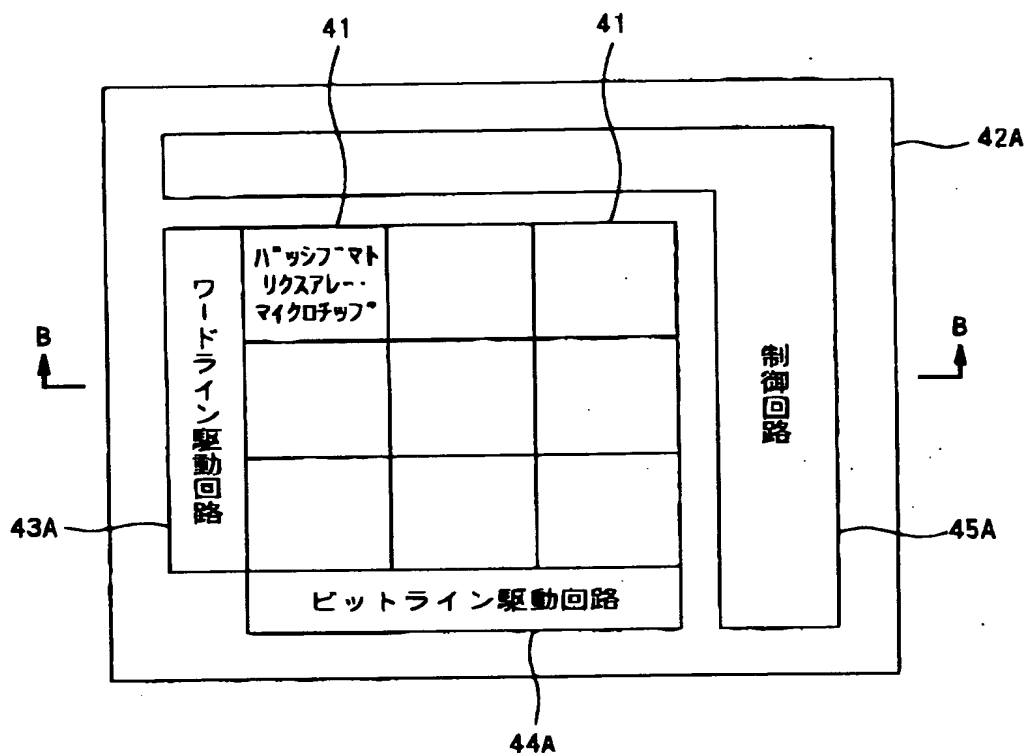 41
41
42A
パッシブマト
リクスアレー・
マイクロチップ
ワードライン駆動回路
制御回路
B
B
43A
45A
ビットライン駆動回路
44A